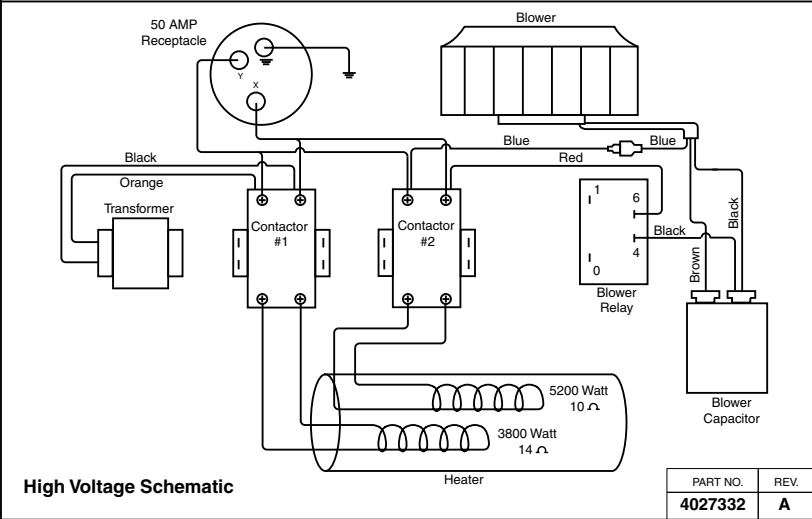 50 AMP
Receptacle
Y
X
Blower
Blue
Blue
Red
Black
Orange
Transformer
Contactor
#1
Contactor
#2
1
6
4
0
Black
Blower
Relay
Brown
Black
Blower
Capacitor
5200 Watt
10 Ω
3800 Watt
14 Ω
Heater
High Voltage Schematic
PART NO.
REV.
4027332
A